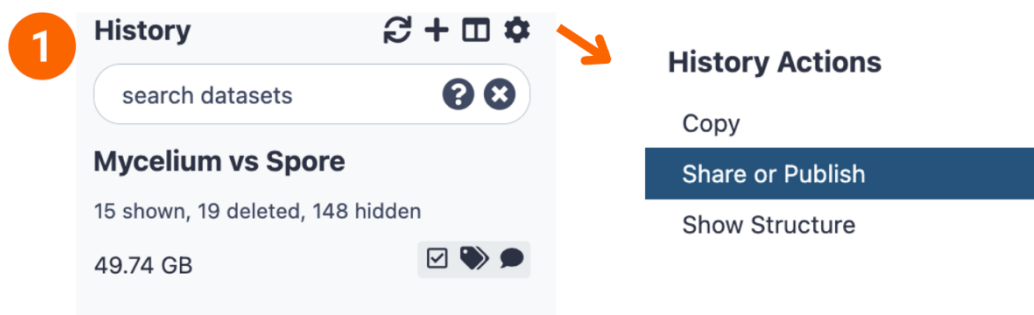 1
History
search datasets
Mycelium vs Spore
15 shown, 19 deleted, 148 hidden
49.74 GB
History Actions
Copy
Share or Publish
Show Structure